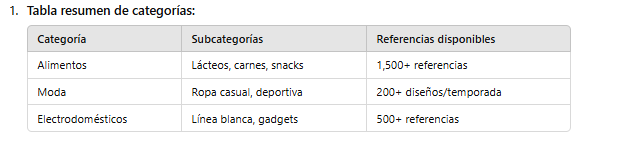 1. Tabla resumen de categorías:
Categoría Subcategorías Referencias disponibles
Alimentos Lácteos, carnes, snacks 1,500+ referencias
Moda Ropa casual, deportiva 200+ diseños/temporada
Electrodomésticos Línea blanca, gadgets 500+ referencias